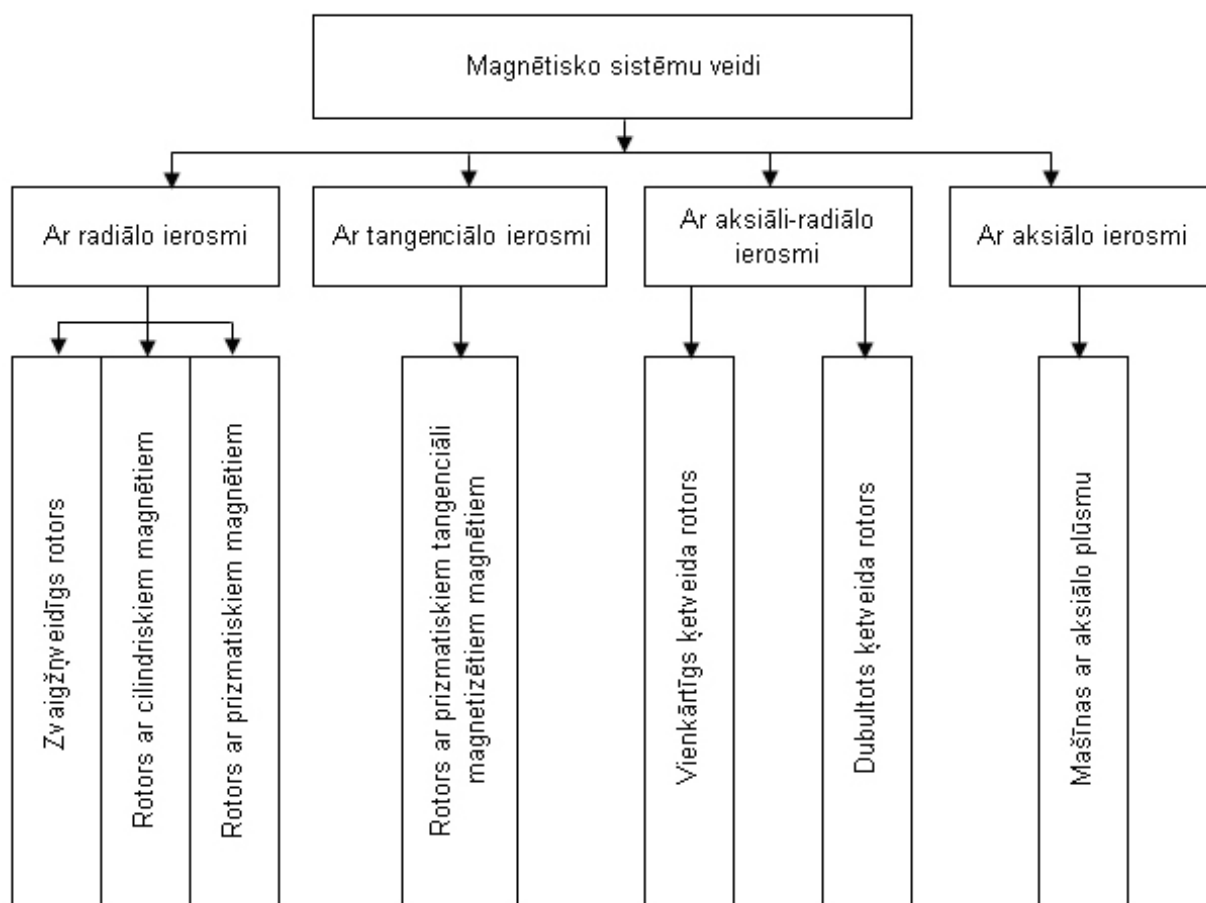 Magnētisko sistēmu veidi
Ar radiālo ierosmi
Ar tangenciālo ierosmi
Ar aksiāli-radiālo
ierosmi
Ar aksiālo ierosmi
Zvaigžņveidīgs rotors
Rotors ar cilindriskiem magnētiem
Rotors ar prizmatiskiem magnētiem
Rotors ar prizmatiskiem tangenciāli
magnetizētiem magnētiem
Vienkārtīgs ķetveida rotors
Dubultots ķetveida rotors
Mašīnas ar aksiālo plūsmu